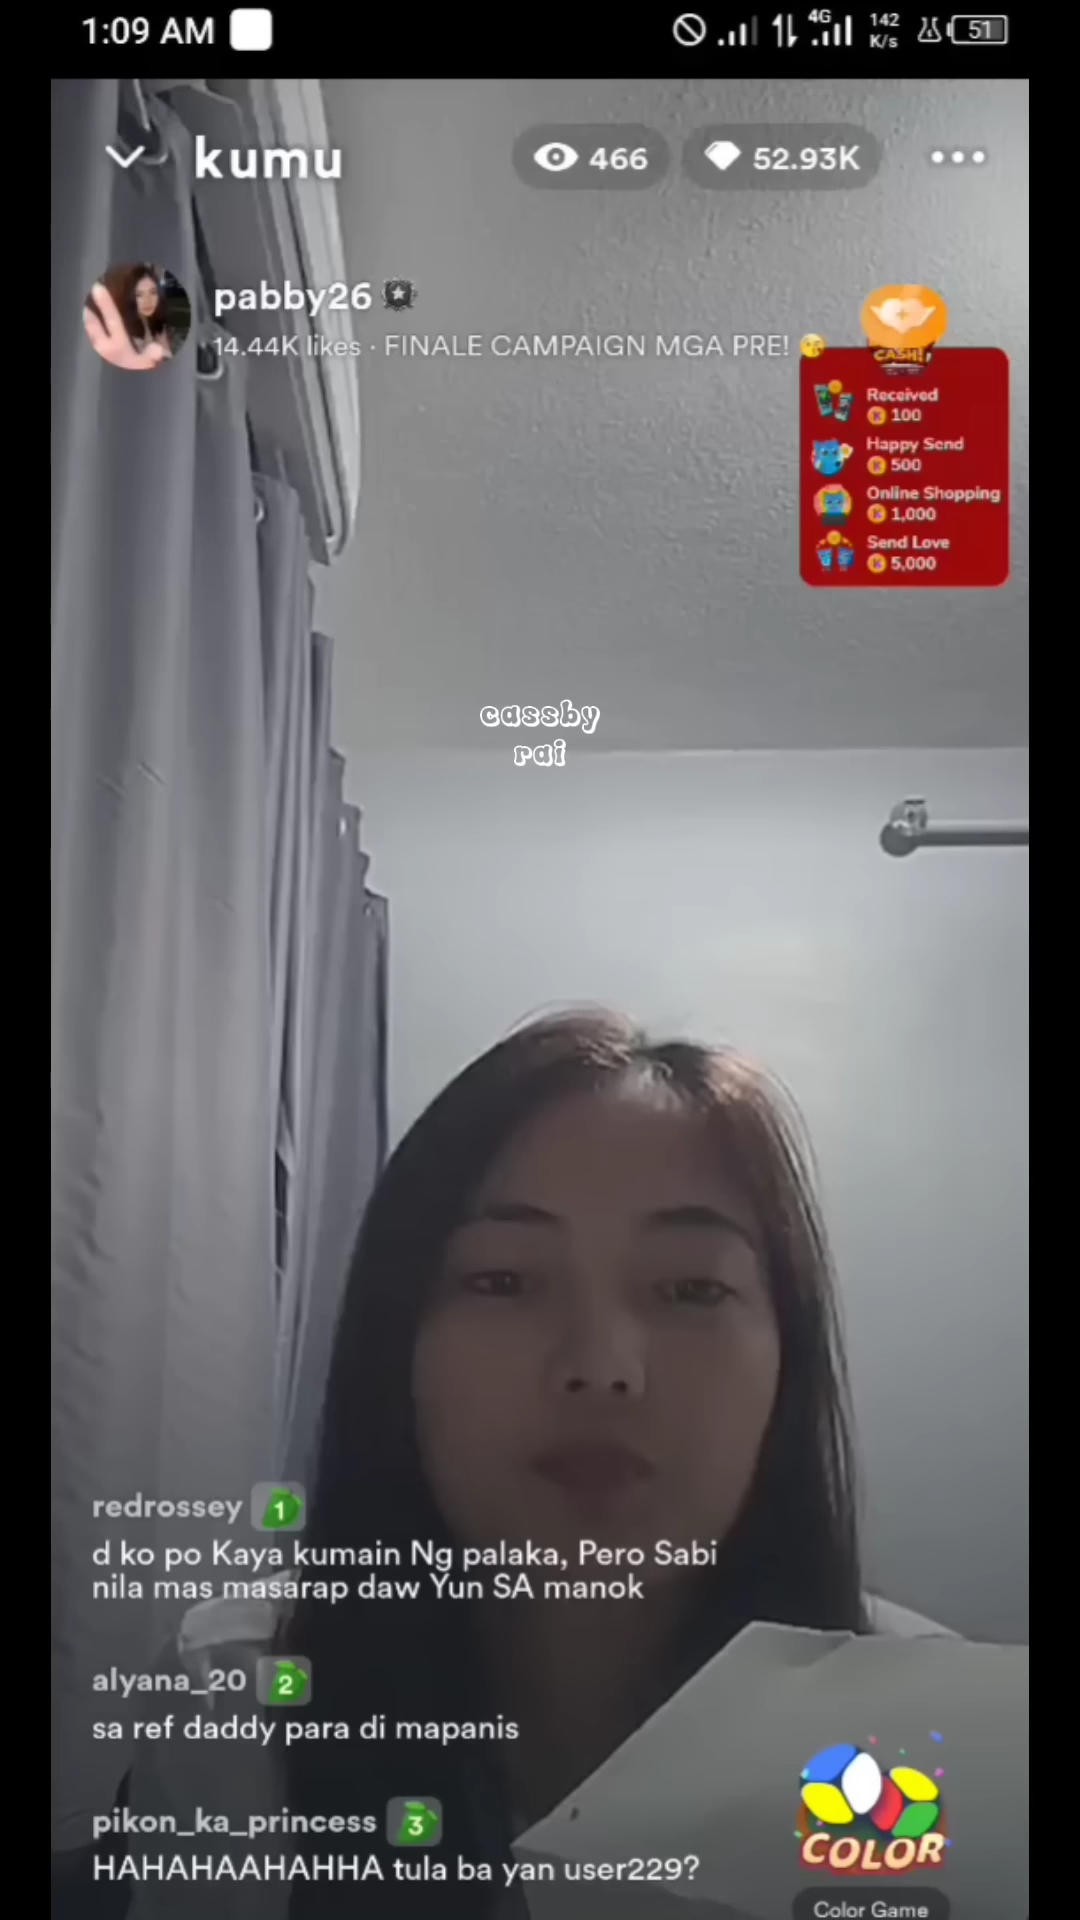 1:09 AM 4G 142 K/s 51
kumu 466 52.93K
pabby26
14.44K likes · FINALE CAMPAIGN MGA PRE!
CASH!
Received
100
Happy Send
500
Online Shopping
1,000
Send Love
5,000
cassby
rai
redrossey 1
d ko po Kaya kumain Ng palaka, Pero Sabi
nila mas masarap daw Yun SA manok
alyana_20 2
sa ref daddy para di mapanis
pikon_ka_princess 3
HAHAHAAHAHHA tula ba yan user229?
COLOR
Color Game